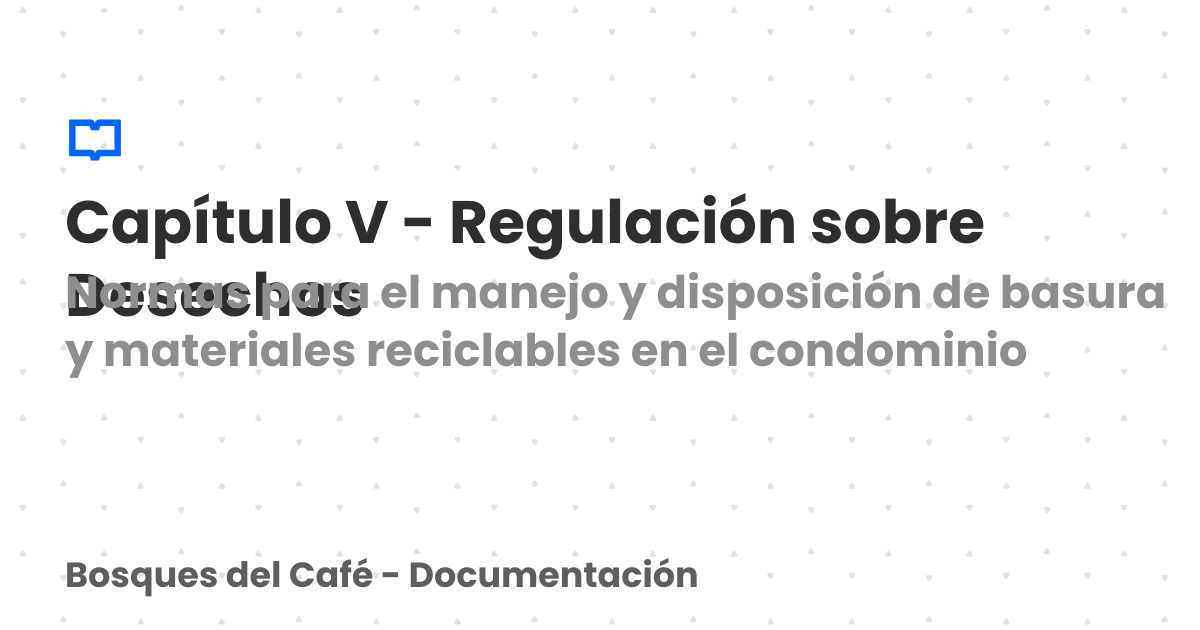 Capítulo V - Regulación sobre
Desechos
Normas para el manejo y disposición de basura
y materiales reciclables en el condominio
Bosques del Café - Documentación